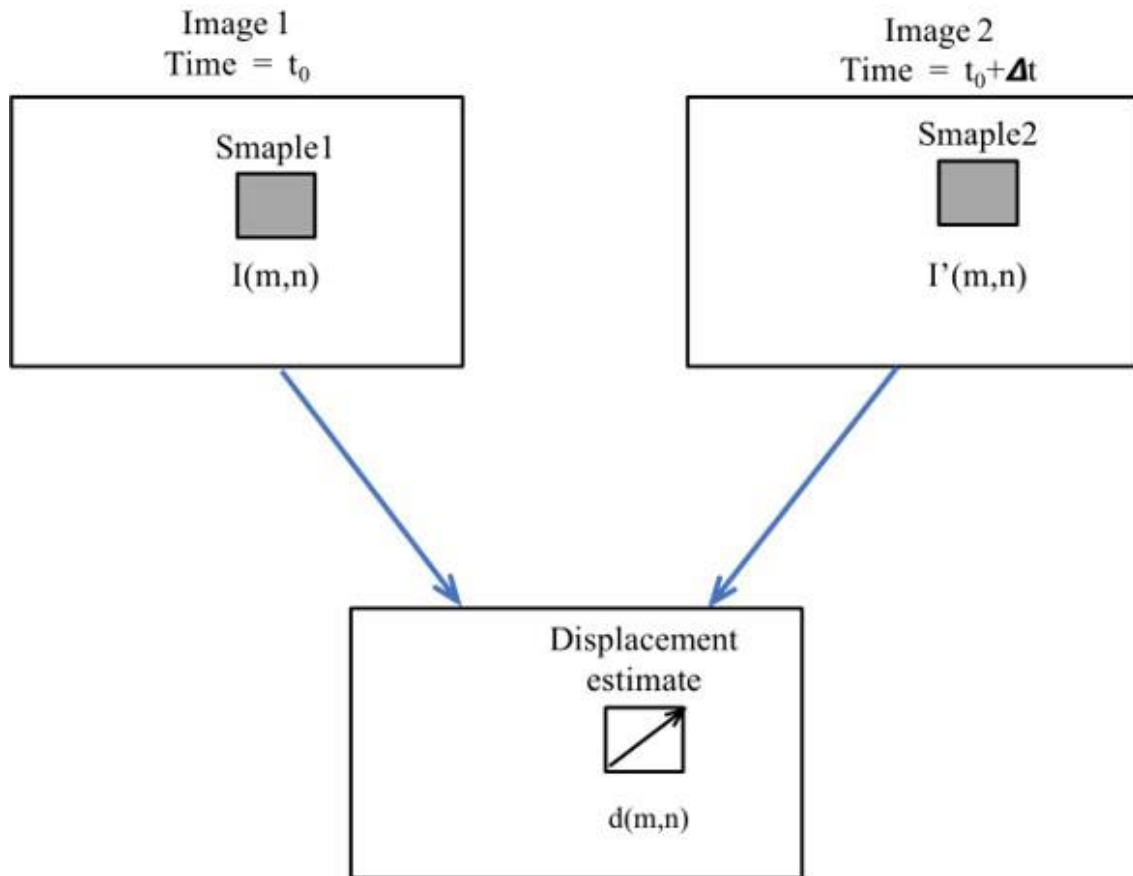 Image 1
Time = t₀
Smaple1
I(m,n)
Image 2
Time = t₀+Δt
Smaple2
I’(m,n)
Displacement
estimate
d(m,n)